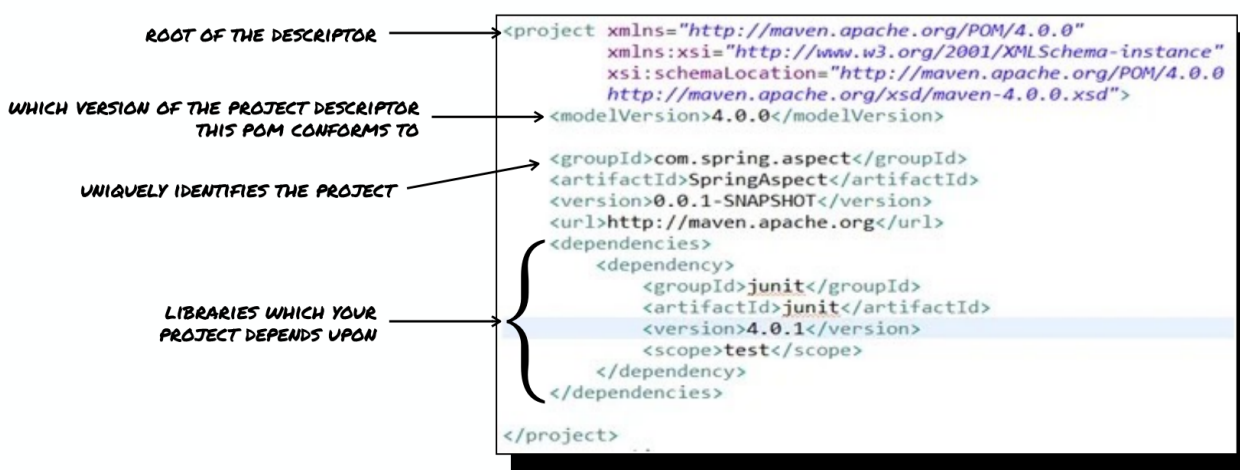 ROOT OF THE DESCRIPTOR
WHICH VERSION OF THE PROJECT DESCRIPTOR
THIS POM CONFORMS TO
UNIQUELY IDENTIFIES THE PROJECT
LIBRARIES WHICH YOUR
PROJECT DEPENDS UPON
<project xmlns="http://maven.apache.org/POM/4.0.0"
xmlns:xsi="http://www.w3.org/2001/XMLSchema-instance"
xsi:schemaLocation="http://maven.apache.org/POM/4.0.0
http://maven.apache.org/xsd/maven-4.0.0.xsd">
<modelVersion>4.0.0</modelVersion>
<groupId>com.spring.aspect</groupId>
<artifactId>SpringAspect</artifactId>
<version>0.0.1-SNAPSHOT</version>
<url>http://maven.apache.org</url>
<dependencies>
<dependency>
<groupId>junit</groupId>
<artifactId>junit</artifactId>
<version>4.0.1</version>
<scope>test</scope>
</dependency>
</dependencies>
</project>